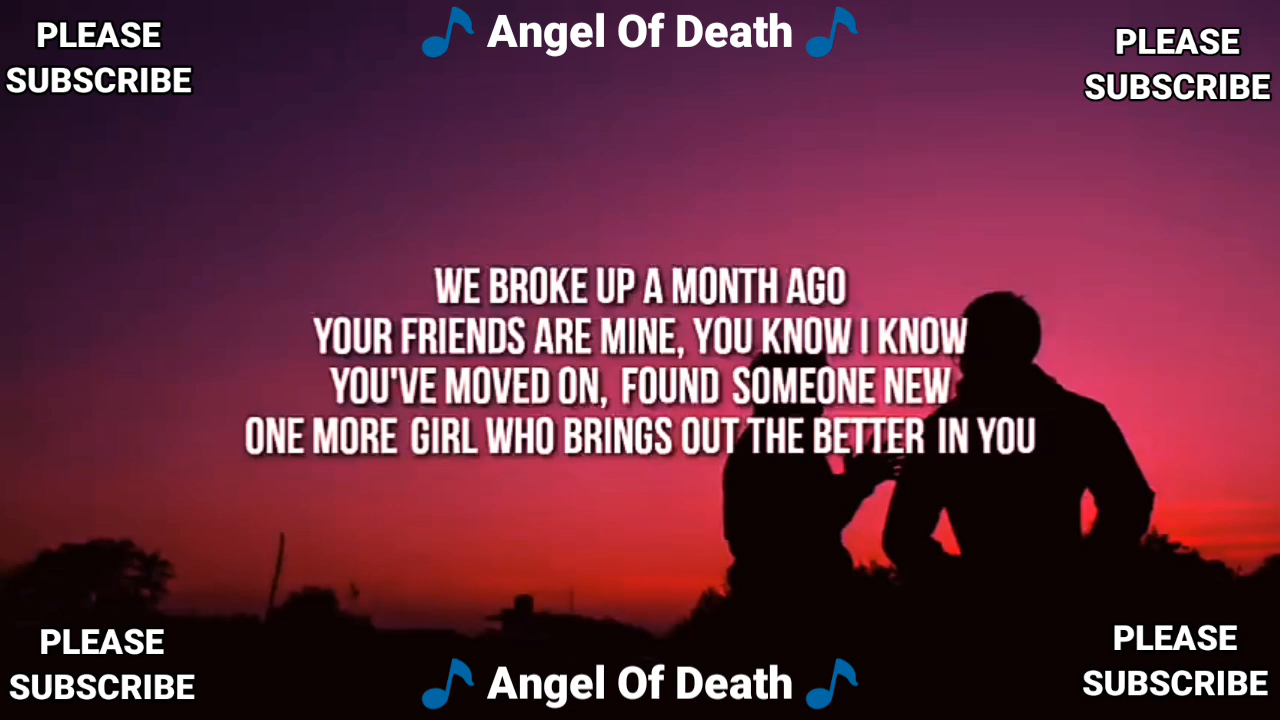 PLEASE
SUBSCRIBE
🎵 Angel Of Death 🎵
PLEASE
SUBSCRIBE
WE BROKE UP A MONTH AGO
YOUR FRIENDS ARE MINE, YOU KNOW I KNOW
YOU'VE MOVED ON, FOUND SOMEONE NEW
ONE MORE GIRL WHO BRINGS OUT THE BETTER IN YOU
PLEASE
SUBSCRIBE
🎵 Angel Of Death 🎵
PLEASE
SUBSCRIBE